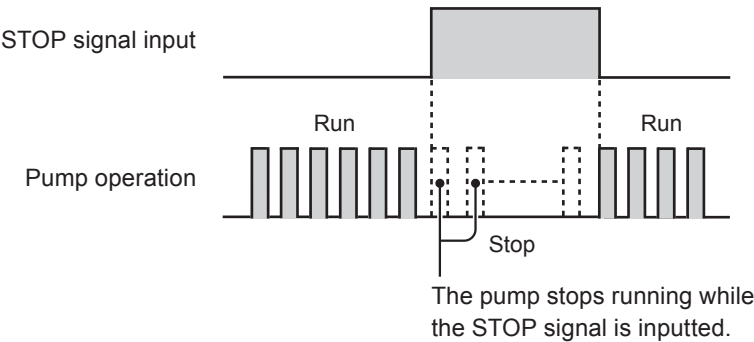 STOP signal input
Run
Run
Pump operation
Stop
The pump stops running while
the STOP signal is inputted.